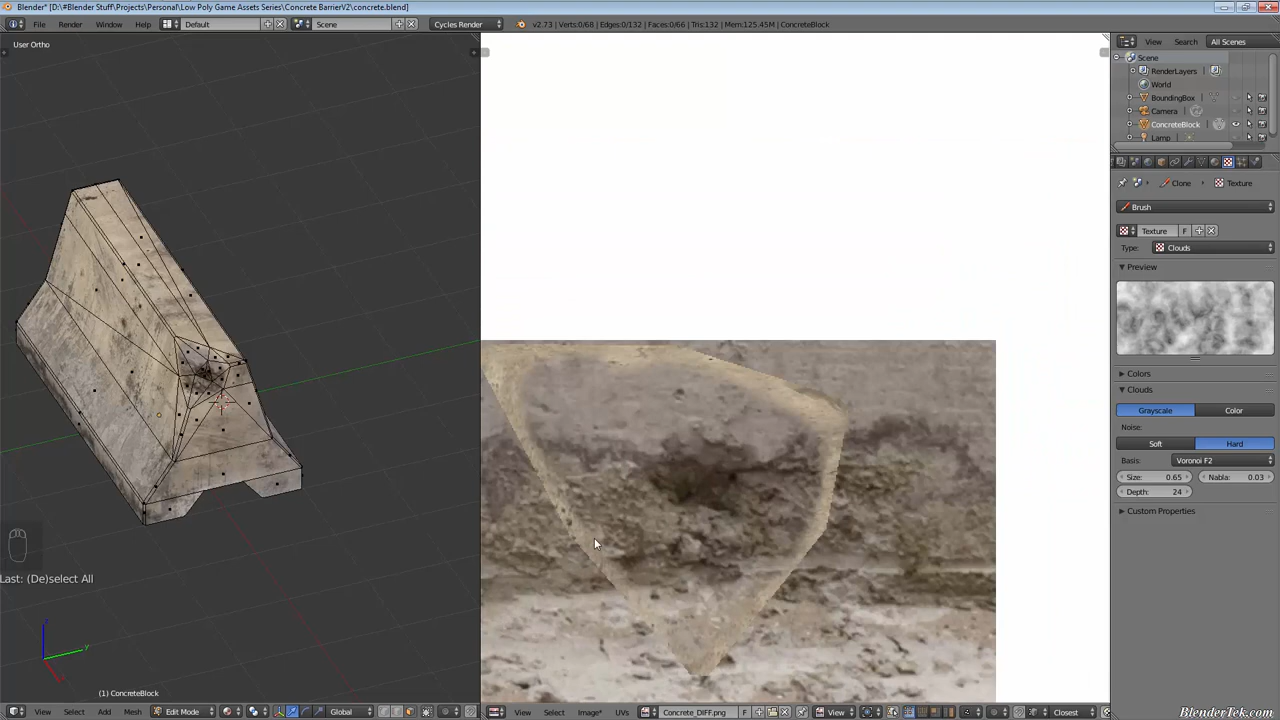 Blender* [D:\#Blender Stuff\Projects\Personal\Low Poly Game Assets Series\Concrete BarrierV2\concrete.blend]
File Render Window Help Default Scene Cycles Render v2.73 | Verts:0/68 | Edges:0/132 | Faces:0/66 | Tris:132 | Mem:125.45M | ConcreteBlock
View Search All Scenes
User Ortho
Scene
RenderLayers
World
BoundingBox
Camera
ConcreteBlock
Lamp
Clone Texture
Brush
Texture F
Type: Clouds
Preview
Colors
Clouds
Grayscale Color
Noise:
Soft Hard
Basis: Voronoi F2
Size: 0.65 Nabla: 0.03
Depth: 24
Custom Properties
Last: (De)select All
z
y
x
(1) ConcreteBlock
View Select Add Mesh Edit Mode Global View Select Image* UVs Concrete_DIFF.png F View Closest
BlenderTek.com